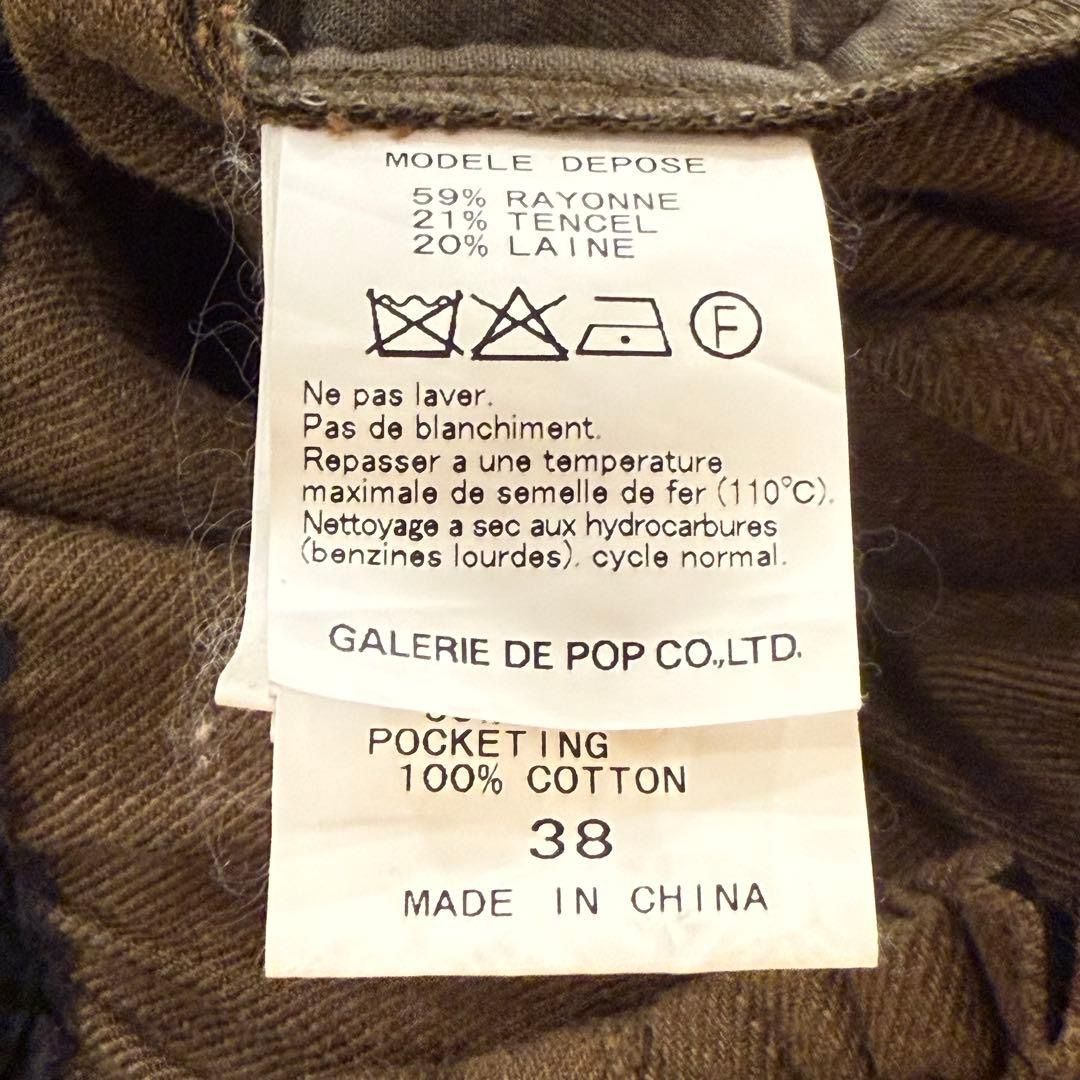 MODELE DEPOSE
59% RAYONNE
21% TENCEL
20% LAINE
F
Ne pas laver.
Pas de blanchiment.
Repasser a une temperature
maximale de semelle de fer (110°C).
Nettoyage a sec aux hydrocarbures
(benzines lourdes). cycle normal.
GALERIE DE POP CO.,LTD.
POCKETING
100% COTTON
38
MADE IN CHINA